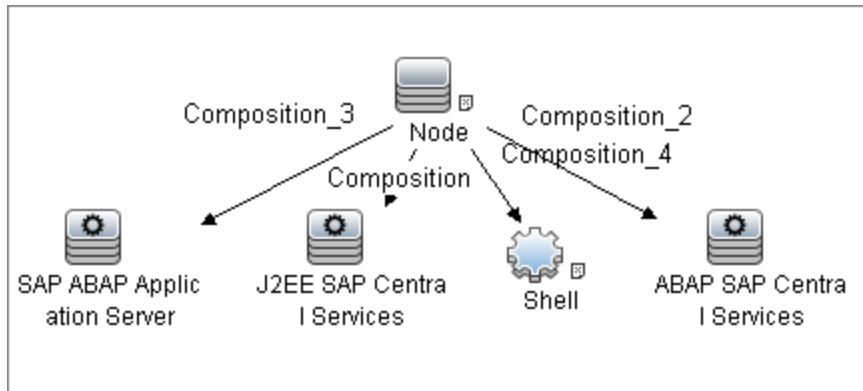 Node
Composition_3
Composition_2
Composition_4
Composition
SAP ABAP Applic
ation Server
J2EE SAP Centra
l Services
Shell
ABAP SAP Centra
l Services